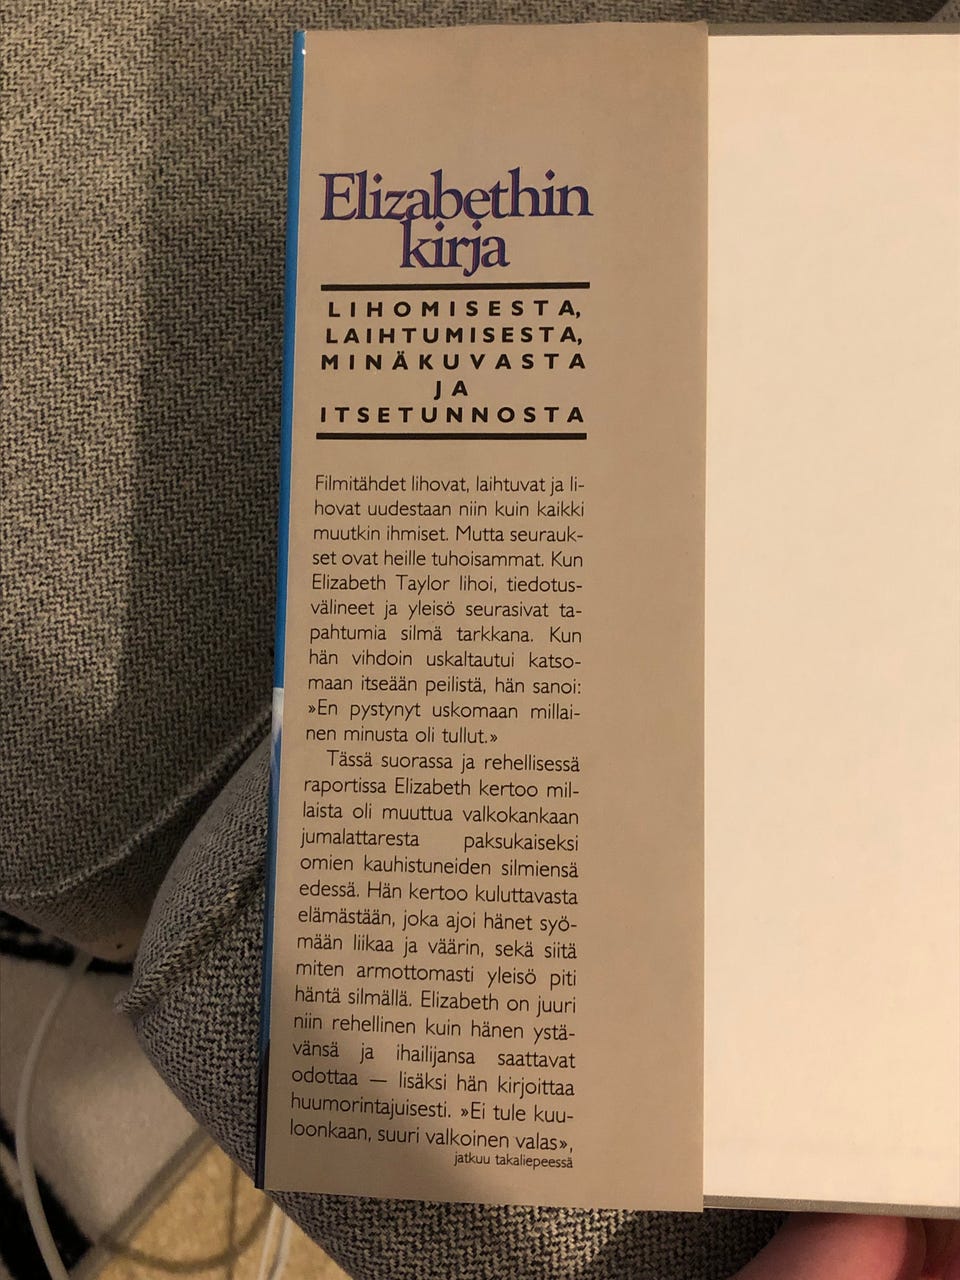 Elizabethin
kirja
LIHOMISESTA,
LAIHTUMISESTA,
MINÄKUVASTA
JA
ITSETUNNOSTA
Filmitähdet lihovat, laihtuvat ja li-
hovat uudestaan niin kuin kaikki
muutkin ihmiset. Mutta seurauk-
set ovat heille tuhoisammat. Kun
Elizabeth Taylor lihoi, tiedotus-
välineet ja yleisö seurasivat ta-
pahtumia silmä tarkkana. Kun
hän vihdoin uskaltautui katso-
maan itseään peilistä, hän sanoi:
»En pystynyt uskomaan millai-
nen minusta oli tullut.»
Tässä suorassa ja rehellisessä
raportissa Elizabeth kertoo mil-
laista oli muuttua valkokankaan
jumalattaresta paksukaiseksi
omien kauhistuneiden silmiensä
edessä. Hän kertoo kuluttavasta
elämästään, joka ajoi hänet syö-
mään liikaa ja väärin, sekä siitä
miten armottomasti yleisö piti
häntä silmällä. Elizabeth on juuri
niin rehellinen kuin hänen ystä-
vänsä ja ihailijansa saattavat
odottaa — lisäksi hän kirjoittaa
huumorintajuisesti. »Ei tule kuu-
loonkaan, suuri valkoinen valas»,
jatkuu takaliepeessä